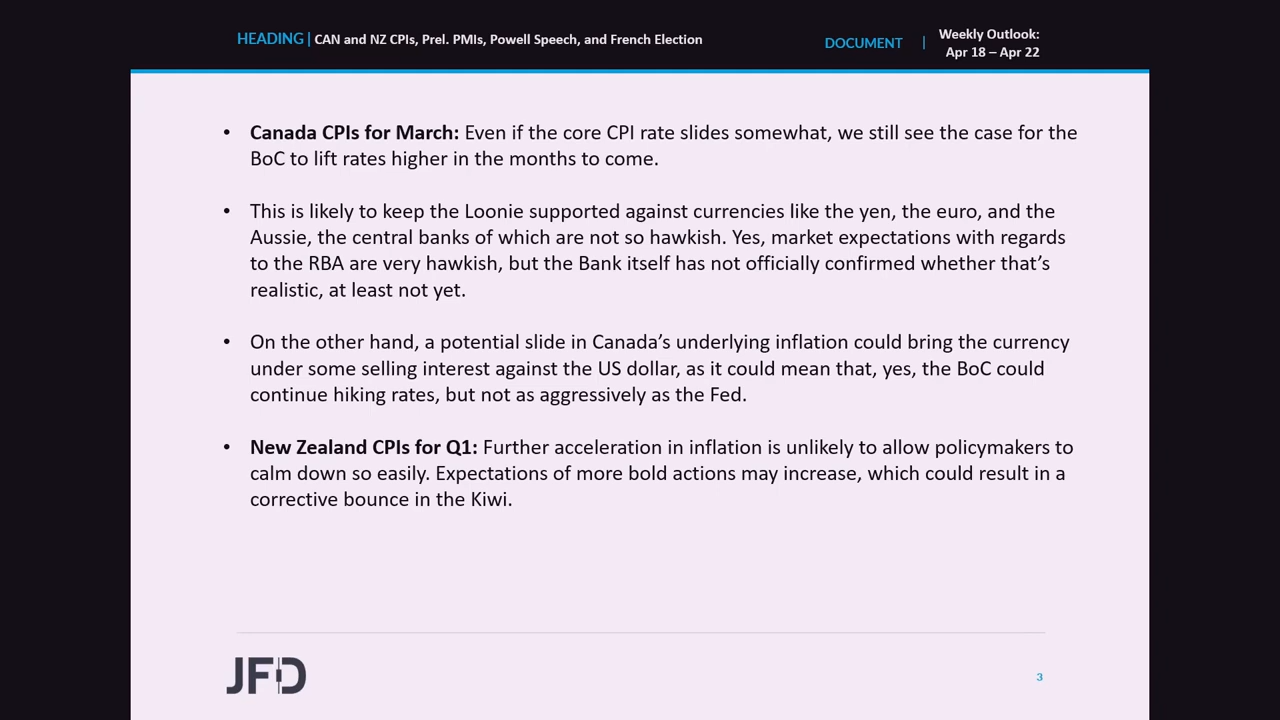 HEADING | CAN and NZ CPIs, Prel. PMIs, Powell Speech, and French Election
DOCUMENT | Weekly Outlook:
Apr 18 – Apr 22
• Canada CPIs for March: Even if the core CPI rate slides somewhat, we still see the case for the
BoC to lift rates higher in the months to come.
• This is likely to keep the Loonie supported against currencies like the yen, the euro, and the
Aussie, the central banks of which are not so hawkish. Yes, market expectations with regards
to the RBA are very hawkish, but the Bank itself has not officially confirmed whether that’s
realistic, at least not yet.
• On the other hand, a potential slide in Canada’s underlying inflation could bring the currency
under some selling interest against the US dollar, as it could mean that, yes, the BoC could
continue hiking rates, but not as aggressively as the Fed.
• New Zealand CPIs for Q1: Further acceleration in inflation is unlikely to allow policymakers to
calm down so easily. Expectations of more bold actions may increase, which could result in a
corrective bounce in the Kiwi.
JFD
3